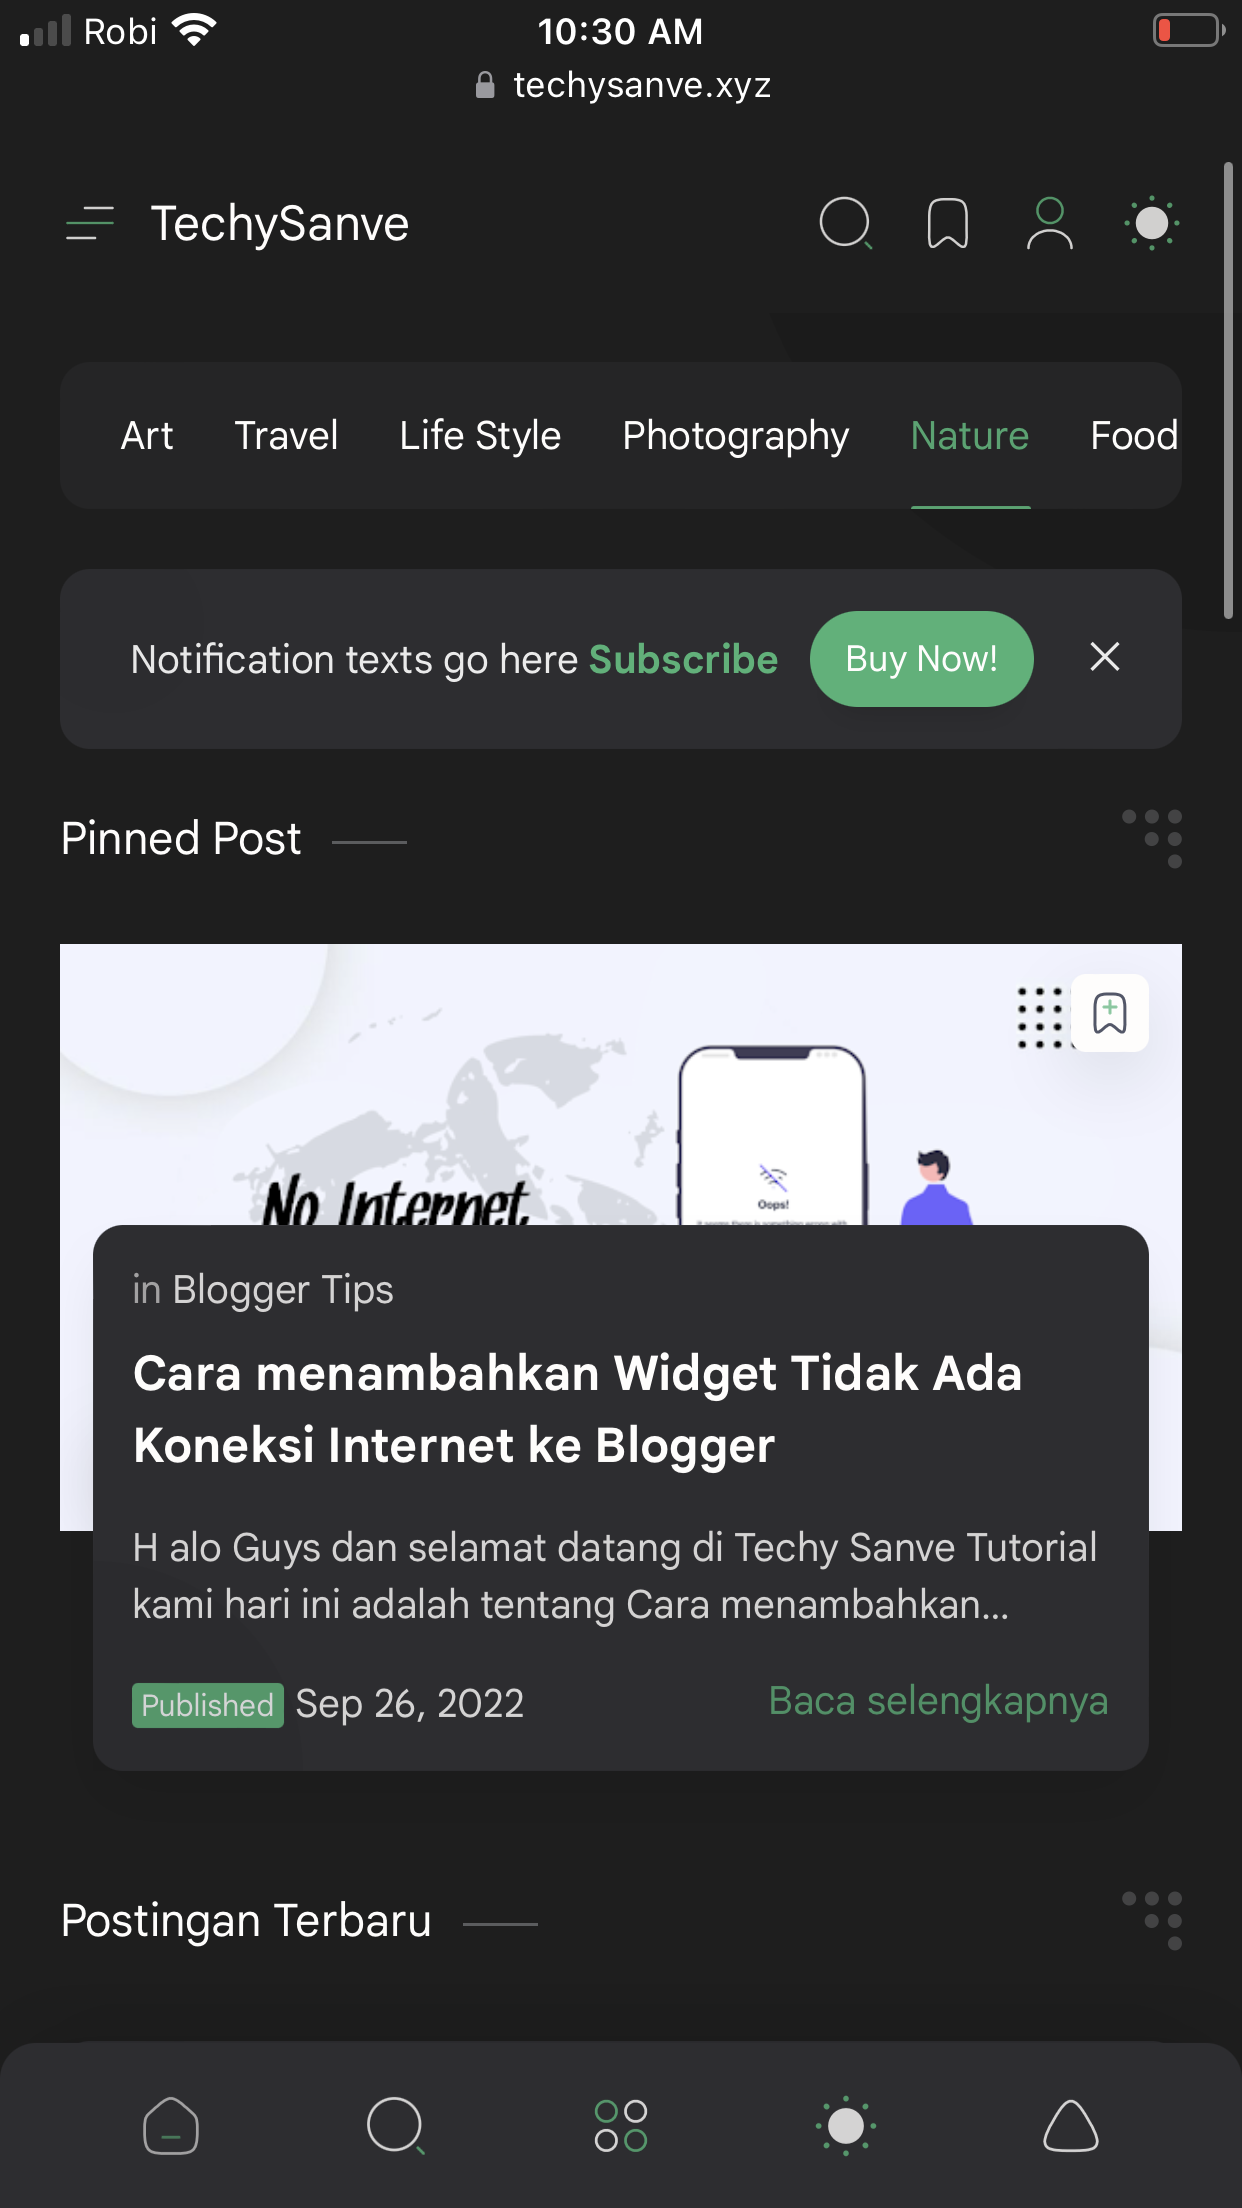 Robi 10:30 AM
techysanve.xyz
TechySanve
Art Travel Life Style Photography Nature Food
Notification texts go here Subscribe Buy Now!
Pinned Post
No Internet
Oops!
in Blogger Tips
Cara menambahkan Widget Tidak Ada
Koneksi Internet ke Blogger
H alo Guys dan selamat datang di Techy Sanve Tutorial
kami hari ini adalah tentang Cara menambahkan...
Published Sep 26, 2022 Baca selengkapnya
Postingan Terbaru